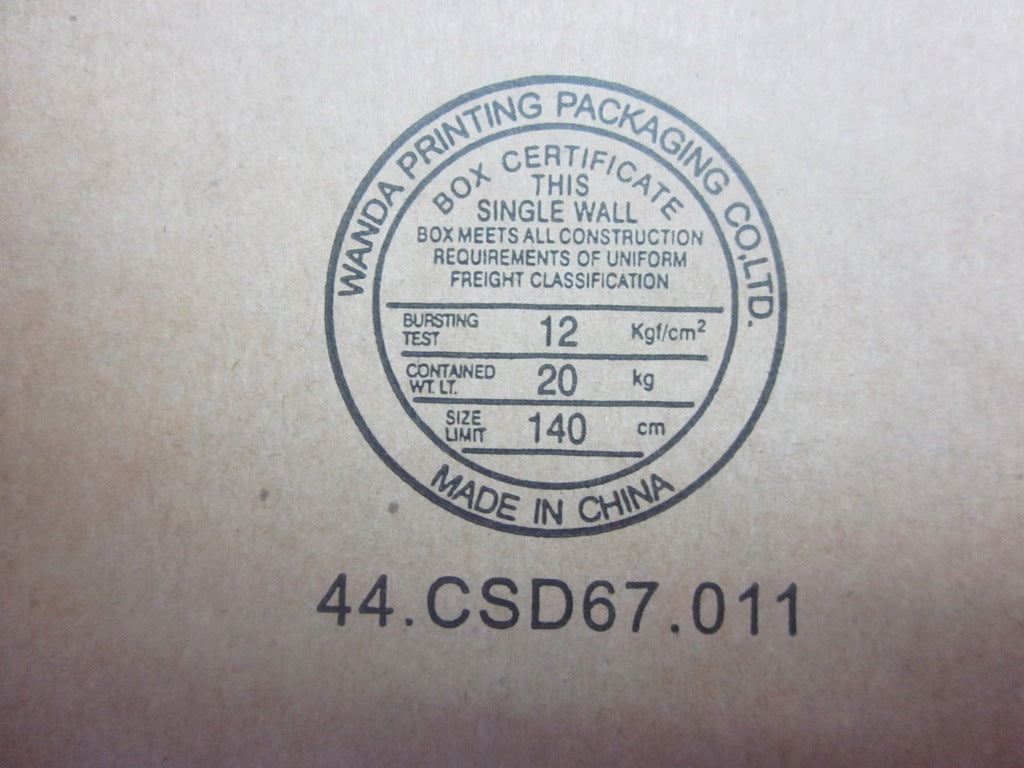 WANDA PRINTING PACKAGING CO,LTD.
BOX CERTIFICATE
THIS
SINGLE WALL
BOX MEETS ALL CONSTRUCTION
REQUIREMENTS OF UNIFORM
FREIGHT CLASSIFICATION
BURSTING TEST 12 Kgf/cm²
CONTAINED WT. LT. 20 kg
SIZE LIMIT 140 cm
MADE IN CHINA
44.CSD67.011